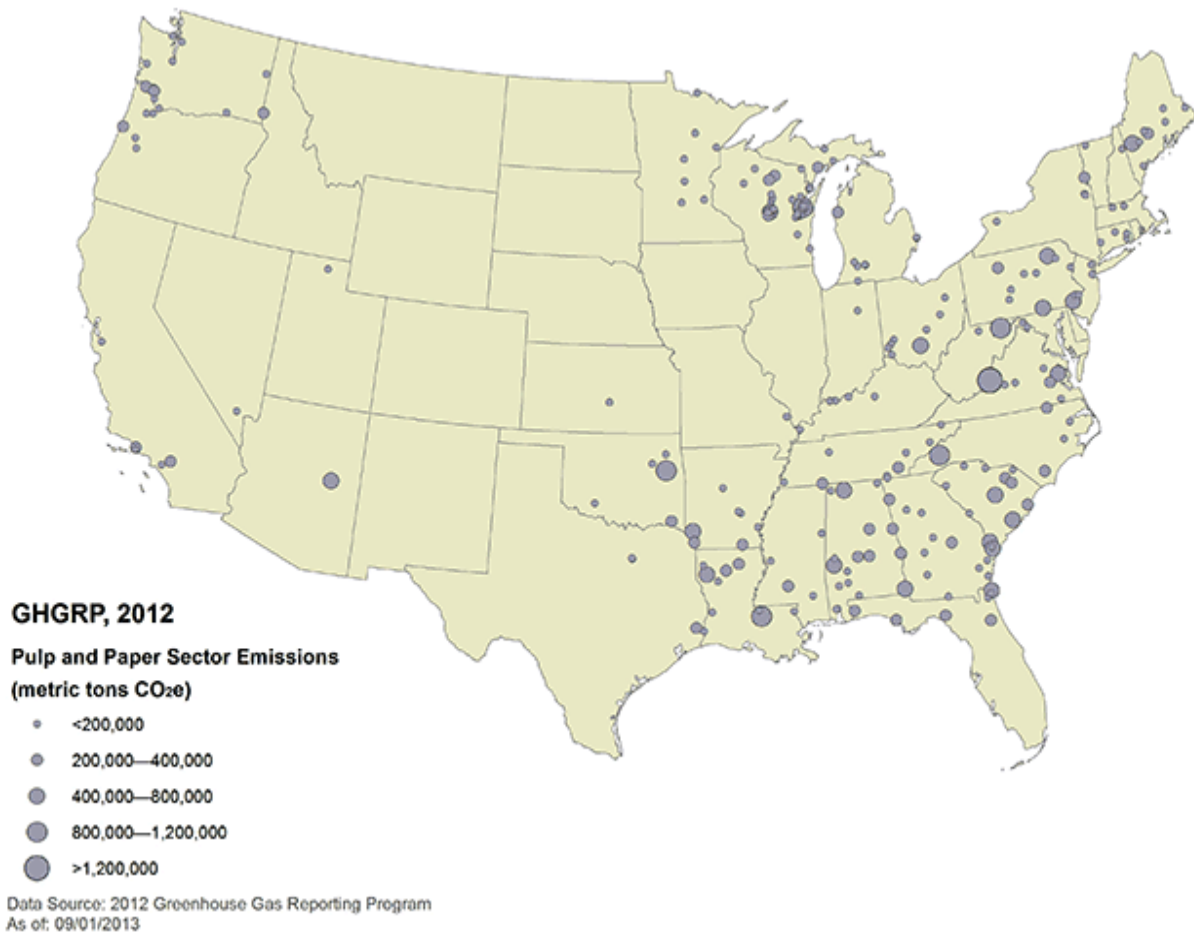 GHGRP, 2012
Pulp and Paper Sector Emissions
(metric tons CO₂e)
<200,000
200,000—400,000
400,000—800,000
800,000—1,200,000
>1,200,000
Data Source: 2012 Greenhouse Gas Reporting Program
As of: 09/01/2013